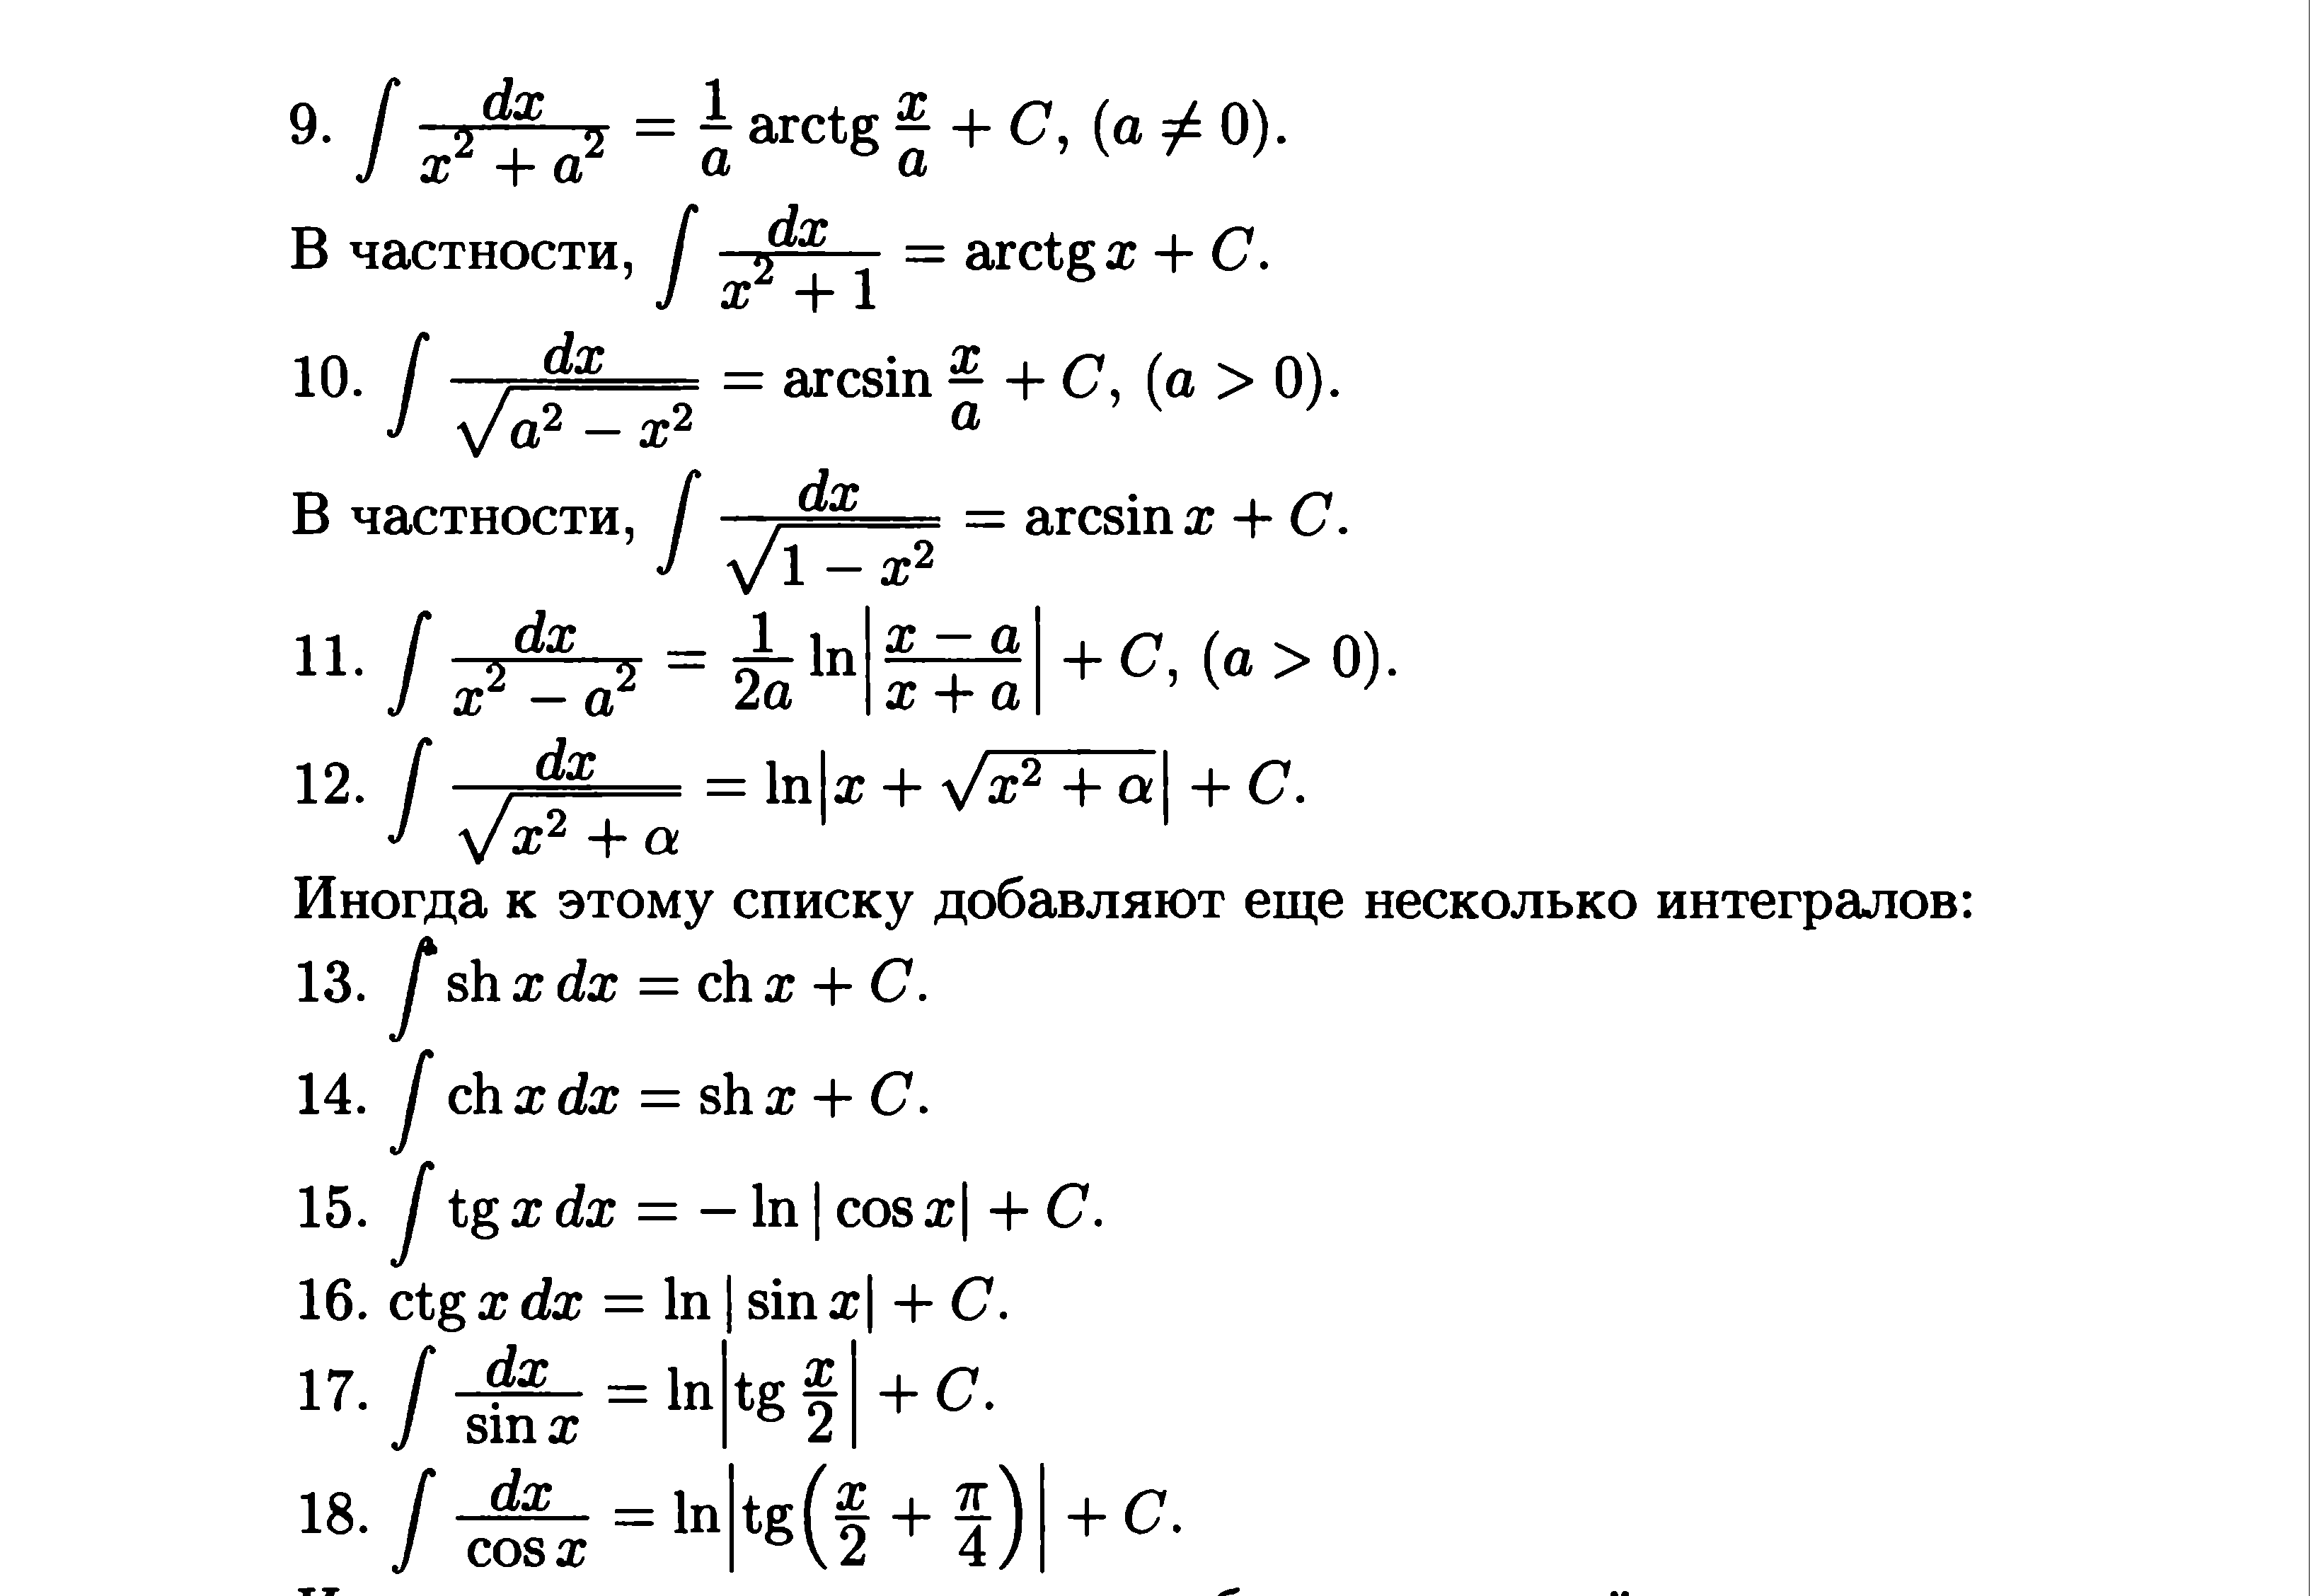 9. ∫ dx/(x² + a²) = 1/a arctg x/a + C, (a ≠ 0).
В частности, ∫ dx/(x² + 1) = arctg x + C.
10. ∫ dx/√(a² − x²) = arcsin x/a + C, (a > 0).
В частности, ∫ dx/√(1 − x²) = arcsin x + C.
11. ∫ dx/(x² − a²) = 1/(2a) ln|(x − a)/(x + a)| + C, (a > 0).
12. ∫ dx/√(x² + α) = ln|x + √(x² + α)| + C.
Иногда к этому списку добавляют еще несколько интегралов:
13. ∫ sh x dx = ch x + C.
14. ∫ ch x dx = sh x + C.
15. ∫ tg x dx = − ln | cos x| + C.
16. ctg x dx = ln | sin x| + C.
17. ∫ dx/sin x = ln|tg x/2| + C.
18. ∫ dx/cos x = ln|tg(x/2 + π/4)| + C.